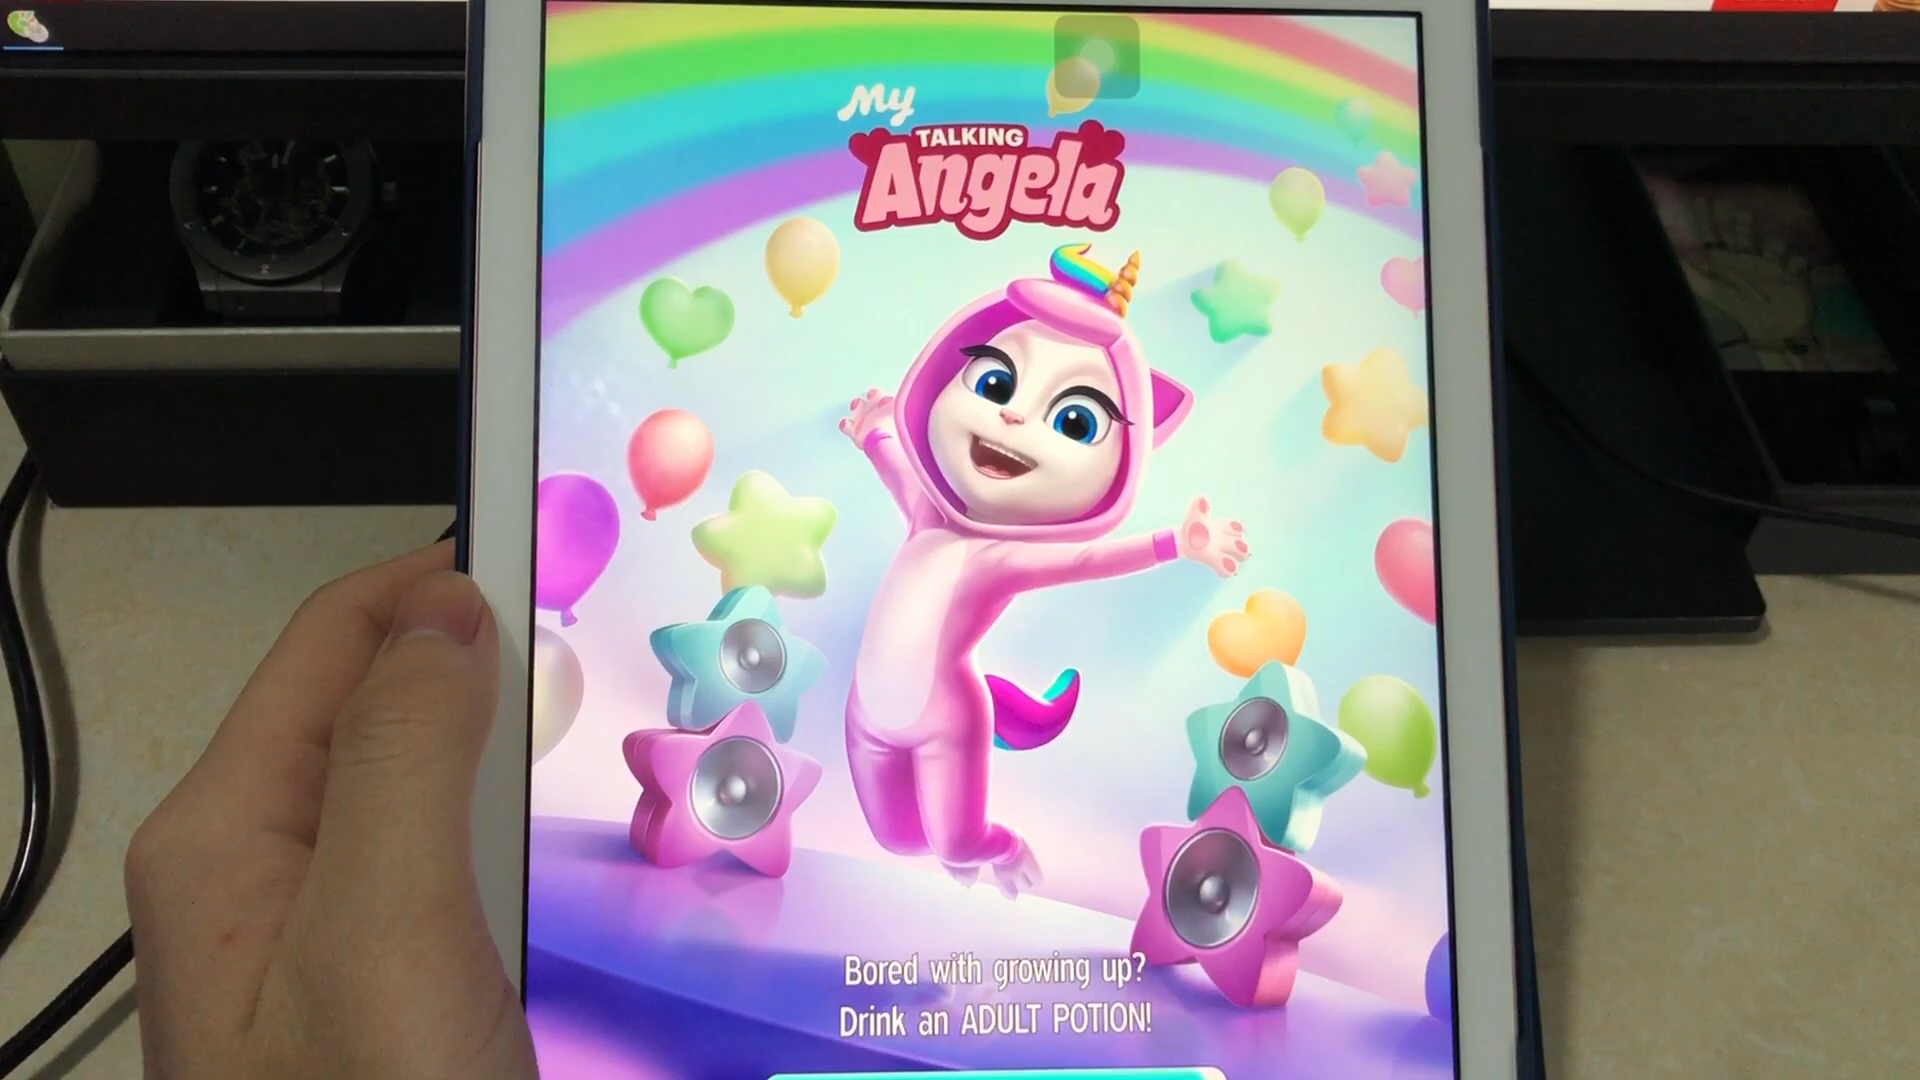 My
TALKING
Angela
Bored with growing up?
Drink an ADULT POTION!